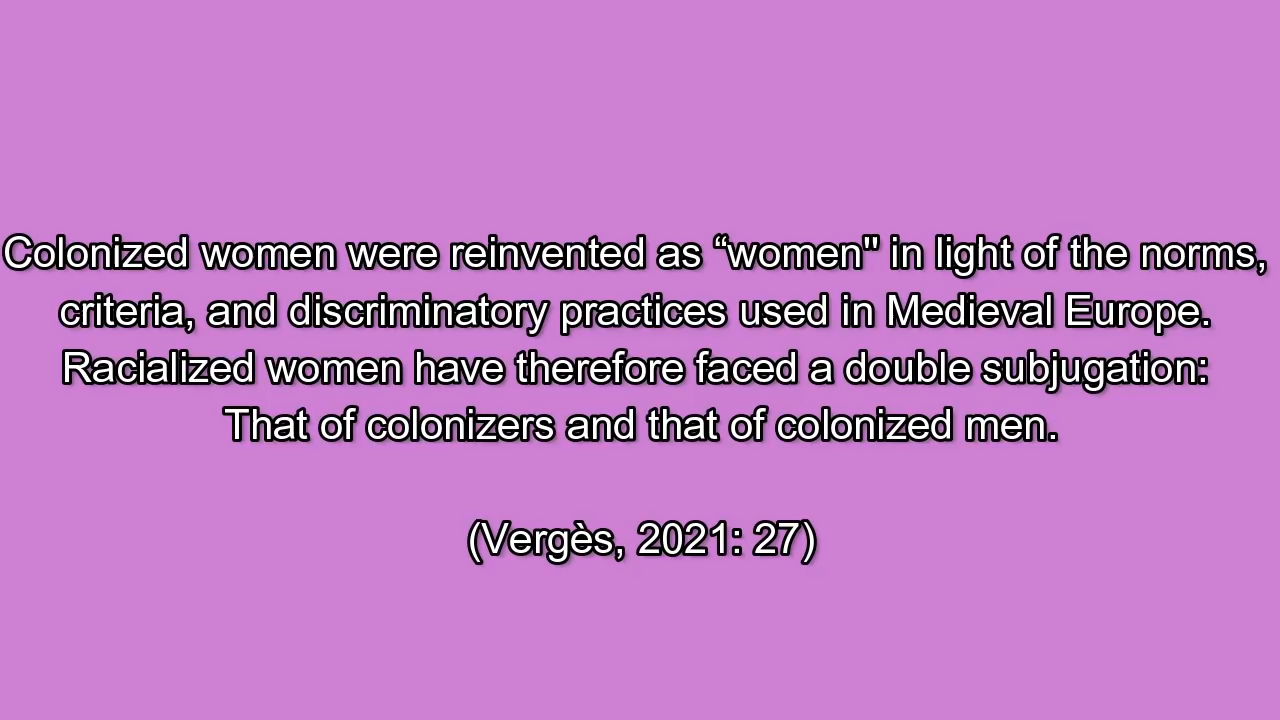 Colonized women were reinvented as “women" in light of the norms,
criteria, and discriminatory practices used in Medieval Europe.
Racialized women have therefore faced a double subjugation:
That of colonizers and that of colonized men.
(Vergès, 2021: 27)